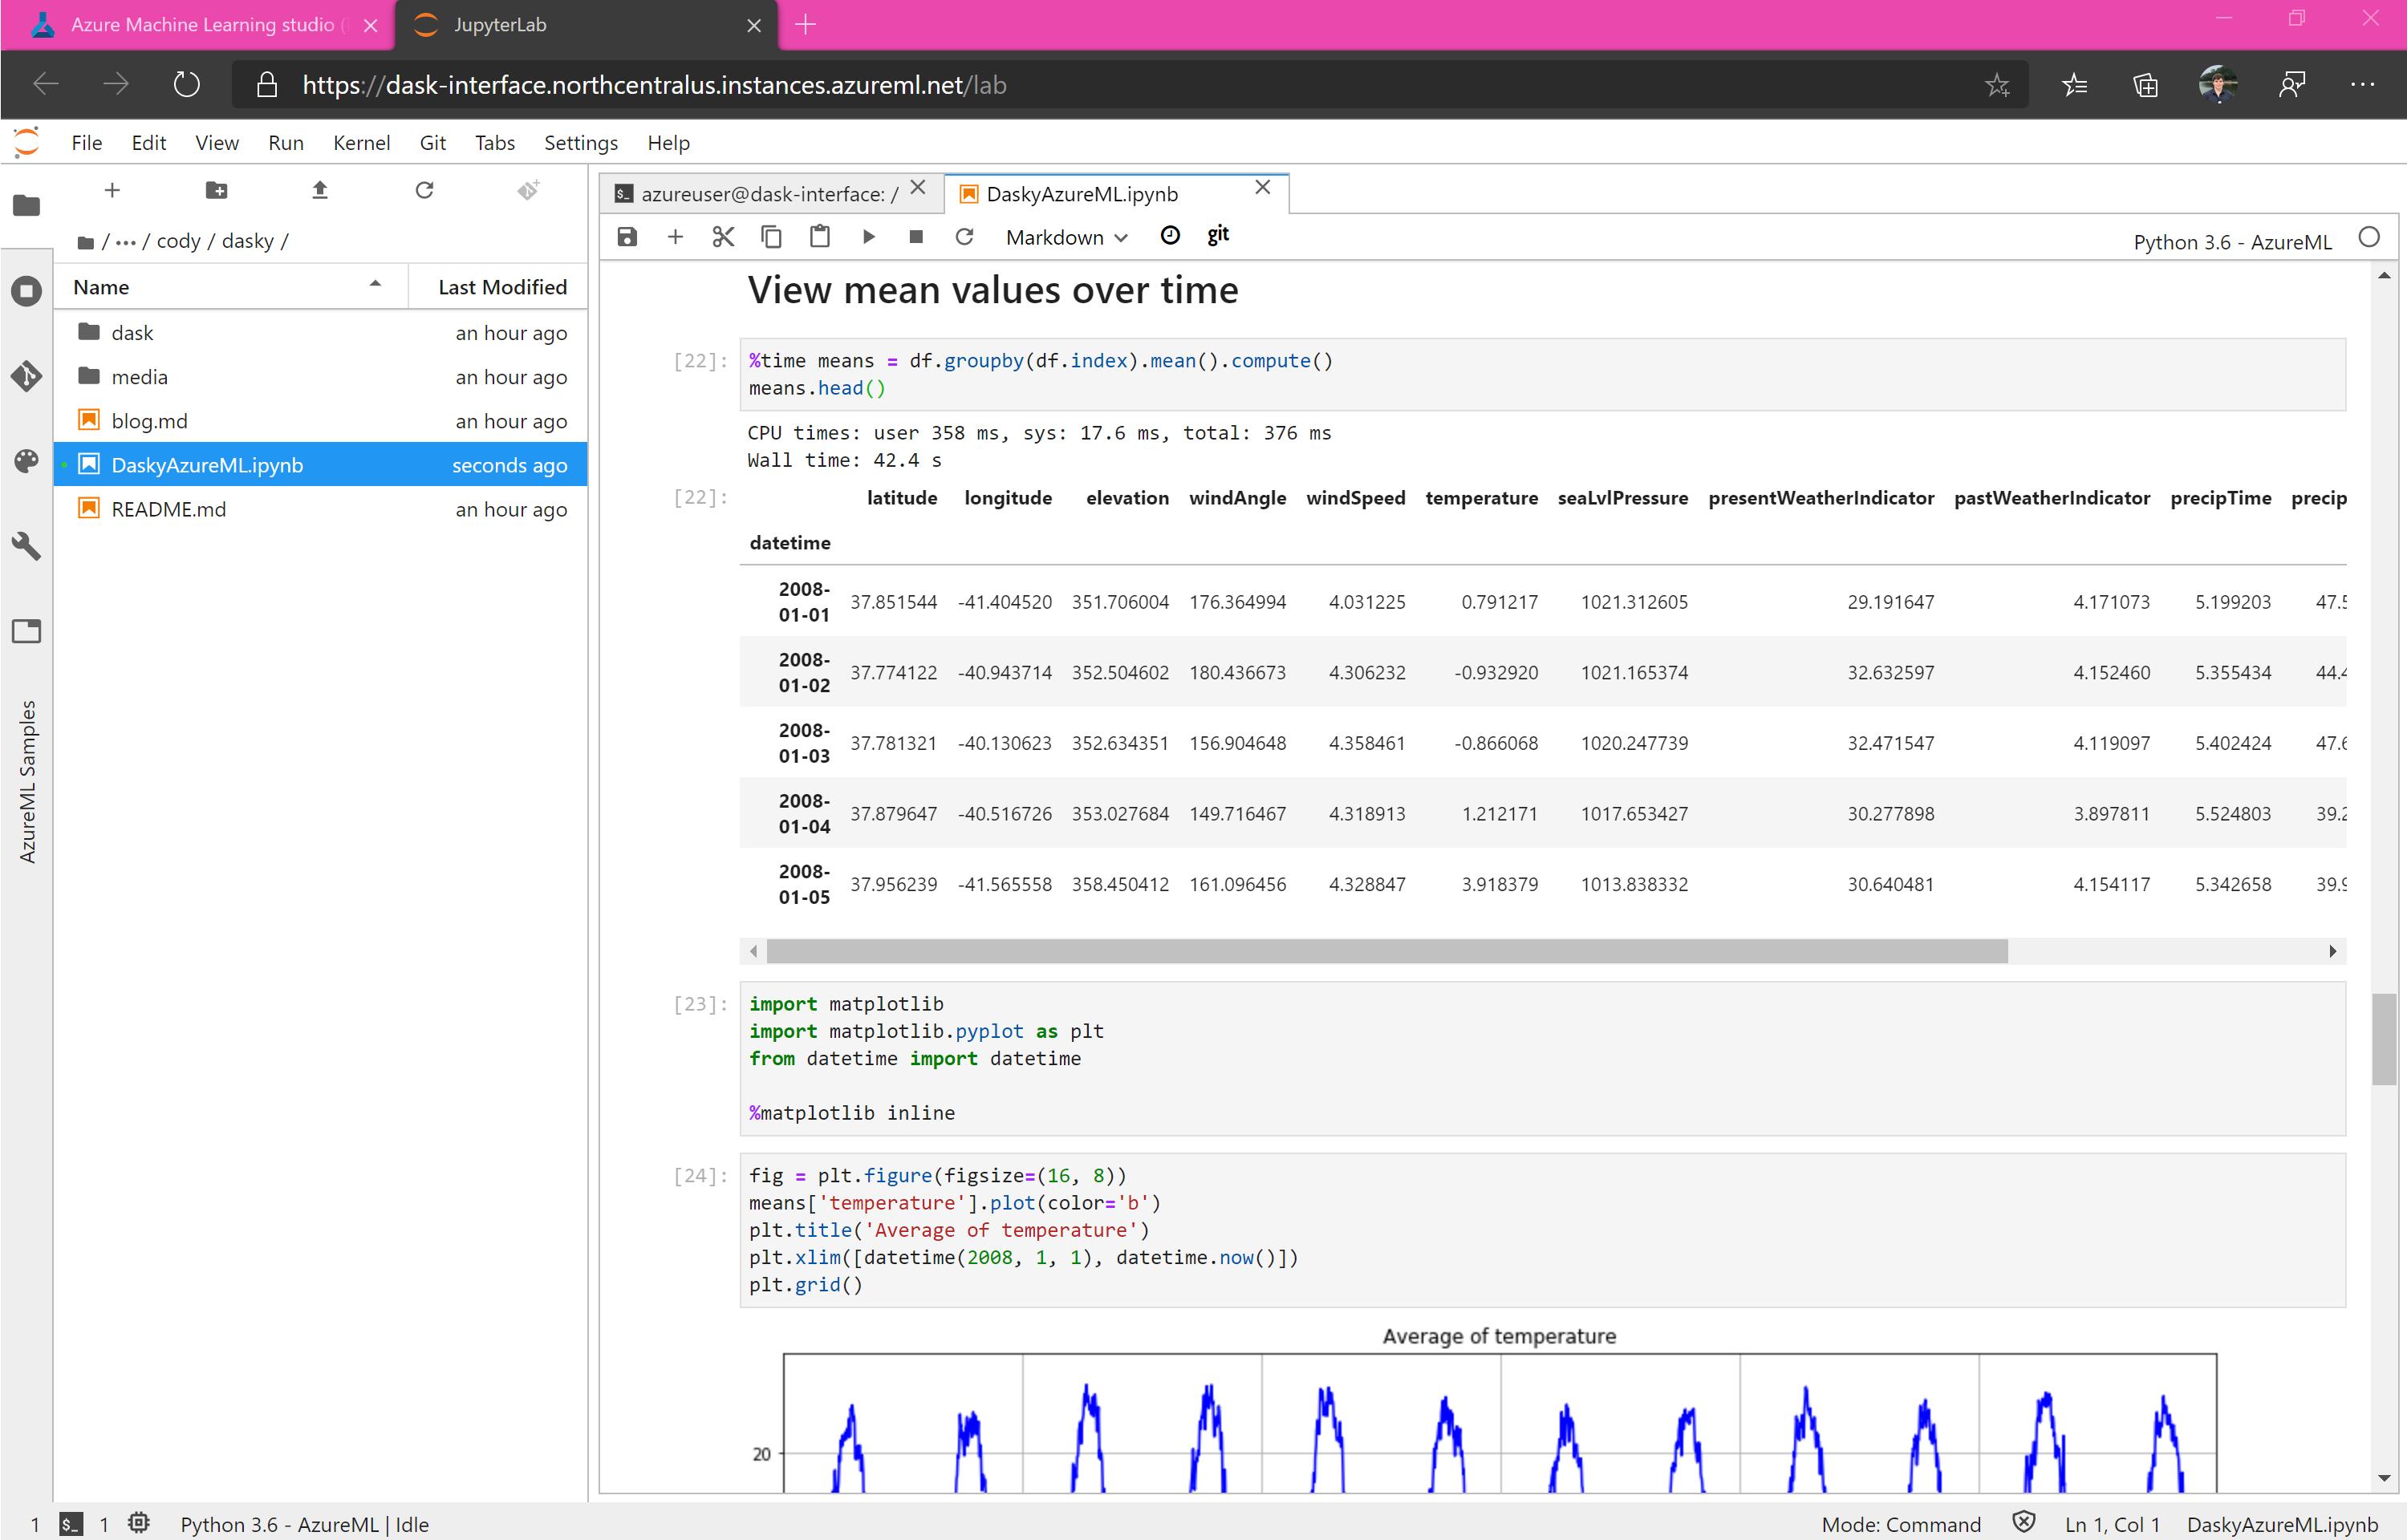 Azure Machine Learning studio (
JupyterLab
https://dask-interface.northcentralus.instances.azureml.net/lab
File Edit View Run Kernel Git Tabs Settings Help
/ ••• / cody / dasky /
Name Last Modified
dask an hour ago
media an hour ago
blog.md an hour ago
DaskyAzureML.ipynb seconds ago
README.md an hour ago
AzureML Samples
$_ azureuser@dask-interface: /
DaskyAzureML.ipynb
Markdown git Python 3.6 - AzureML
View mean values over time
[22]: %time means = df.groupby(df.index).mean().compute()
means.head()
CPU times: user 358 ms, sys: 17.6 ms, total: 376 ms
Wall time: 42.4 s
[22]: latitude longitude elevation windAngle windSpeed temperature seaLvlPressure presentWeatherIndicator pastWeatherIndicator precipTime precip
datetime
2008-01-01 37.851544 -41.404520 351.706004 176.364994 4.031225 0.791217 1021.312605 29.191647 4.171073 5.199203 47.5
2008-01-02 37.774122 -40.943714 352.504602 180.436673 4.306232 -0.932920 1021.165374 32.632597 4.152460 5.355434 44.4
2008-01-03 37.781321 -40.130623 352.634351 156.904648 4.358461 -0.866068 1020.247739 32.471547 4.119097 5.402424 47.6
2008-01-04 37.879647 -40.516726 353.027684 149.716467 4.318913 1.212171 1017.653427 30.277898 3.897811 5.524803 39.2
2008-01-05 37.956239 -41.565558 358.450412 161.096456 4.328847 3.918379 1013.838332 30.640481 4.154117 5.342658 39.9
[23]: import matplotlib
import matplotlib.pyplot as plt
from datetime import datetime
%matplotlib inline
[24]: fig = plt.figure(figsize=(16, 8))
means['temperature'].plot(color='b')
plt.title('Average of temperature')
plt.xlim([datetime(2008, 1, 1), datetime.now()])
plt.grid()
Average of temperature
20
1 $_ 1 Python 3.6 - AzureML | Idle Mode: Command Ln 1, Col 1 DaskyAzureML.ipynb